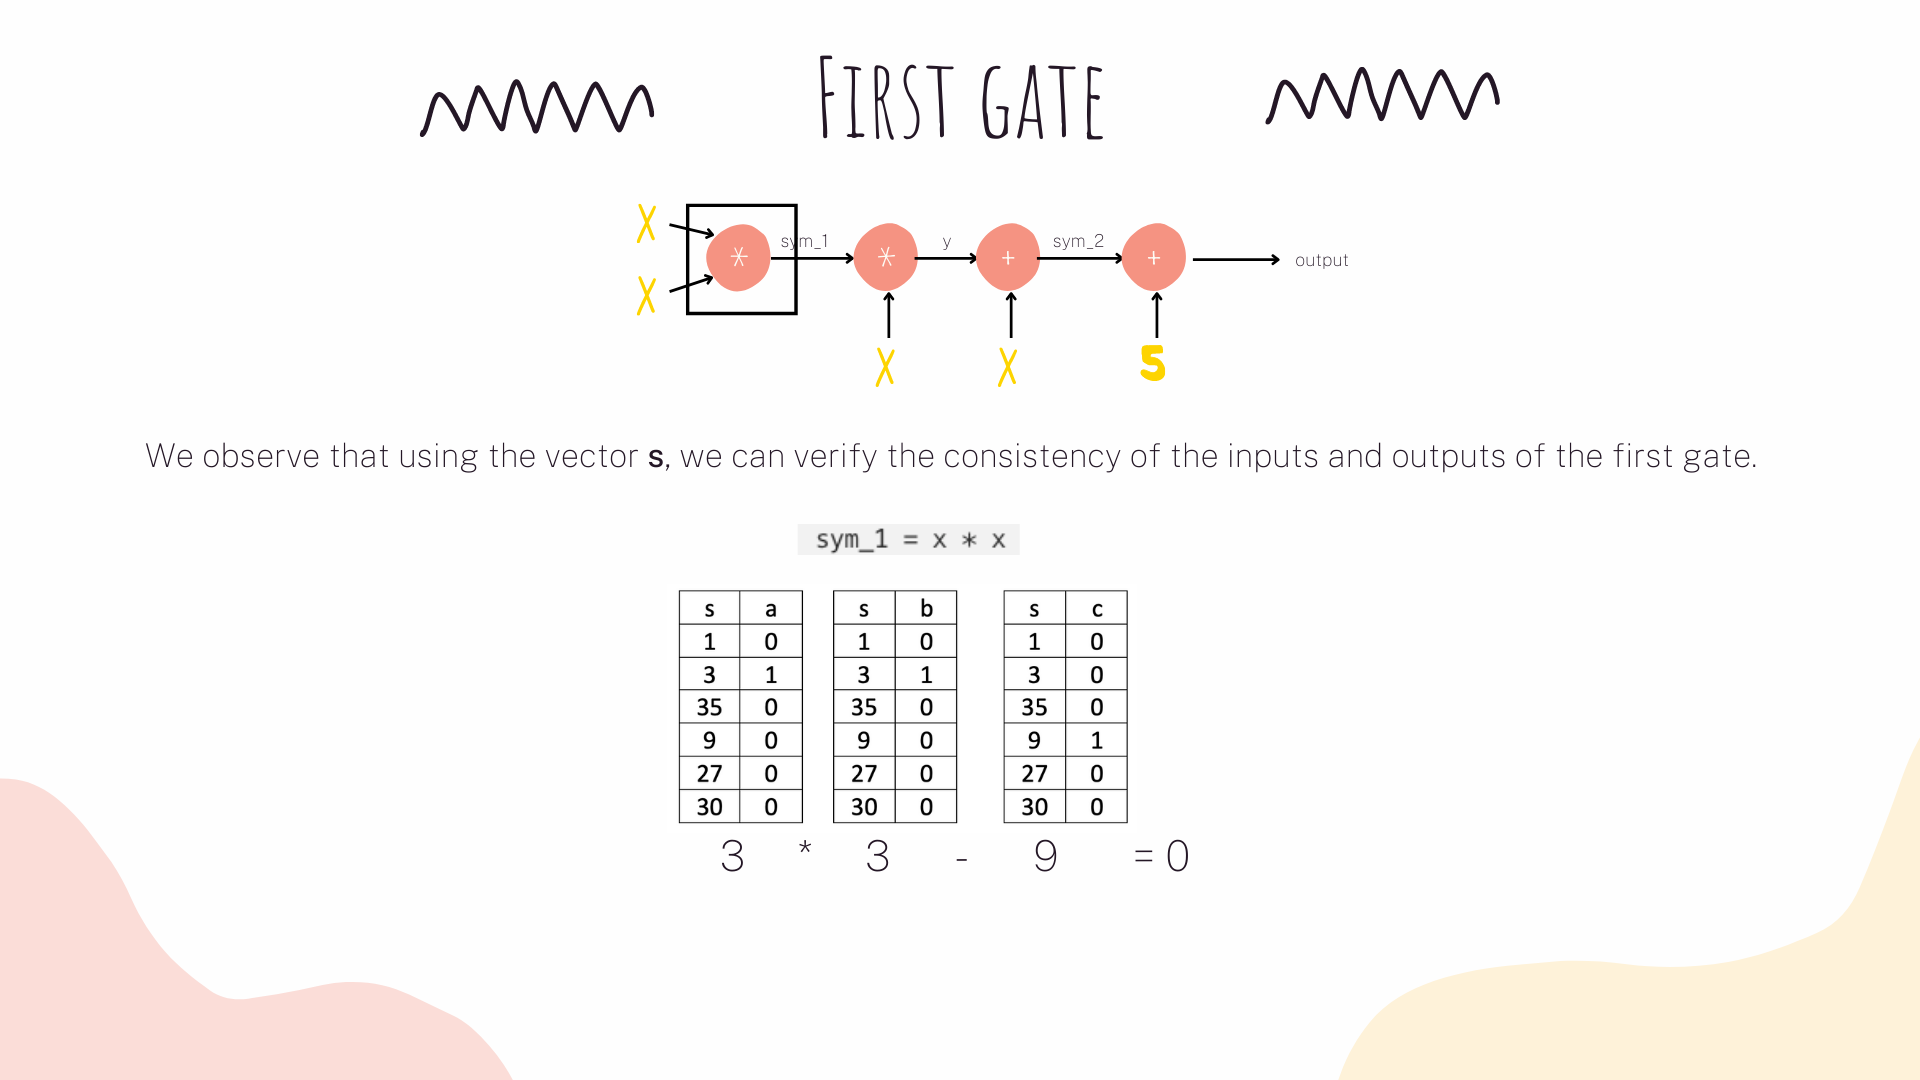 FIRST GATE
X
X
*
sym_1
*
y
+
sym_2
+
output
X
X
5
We observe that using the vector s, we can verify the consistency of the inputs and outputs of the first gate.
sym_1 = x * x
s a s b s c
1 0 1 0 1 0
3 1 3 1 3 0
35 0 35 0 35 0
9 0 9 0 9 1
27 0 27 0 27 0
30 0 30 0 30 0
3 * 3 - 9 = 0